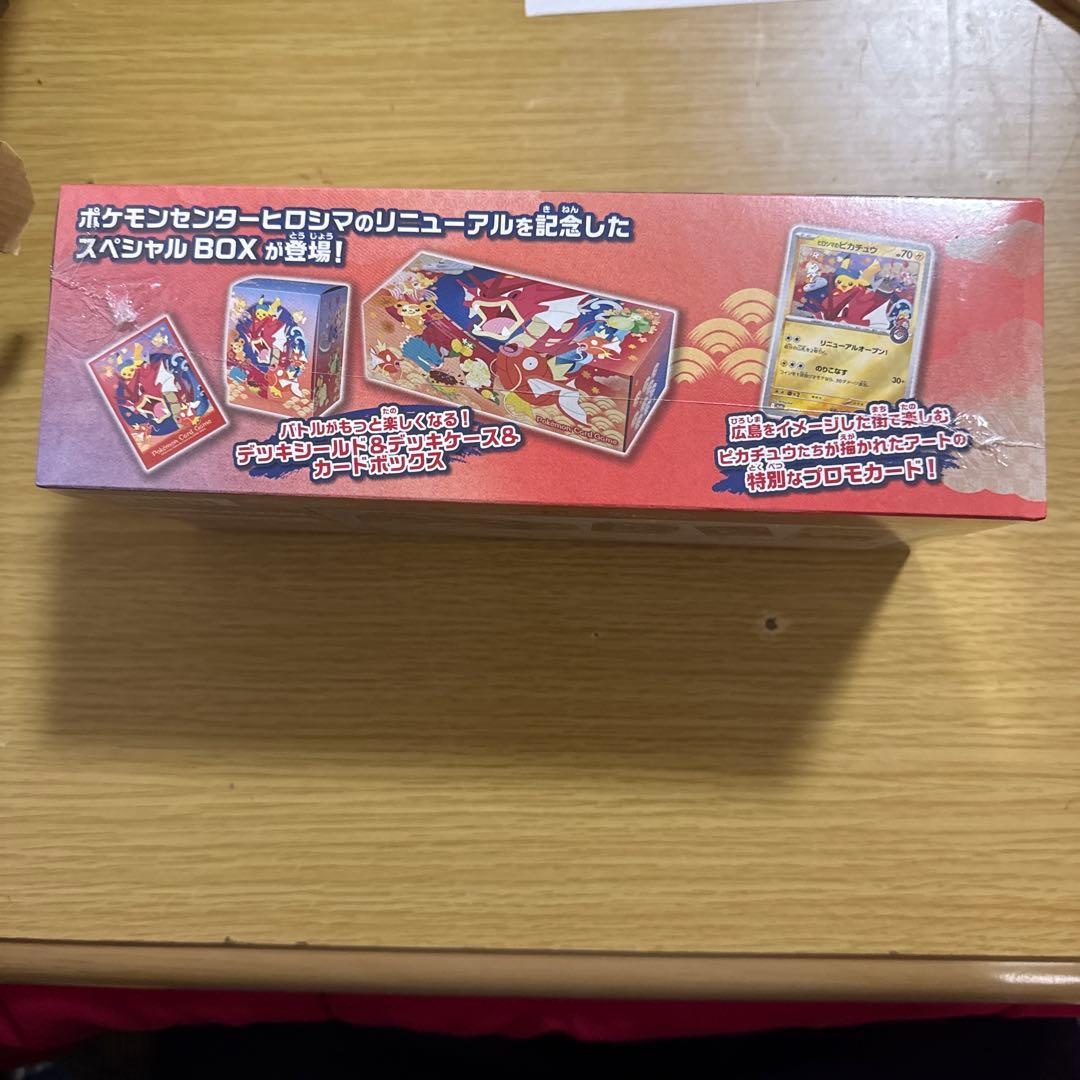 ポケモンセンターヒロシマのリニューアルを記念した
スペシャルBOXが登場!
Pokémon Card Game
Pokémon Card Game
バトルがもっと楽しくなる!
デッキシールド&デッキケース&
カードボックス
ヒロシマのピカチュウ
HP70
リニューアルオープン!
のりこなす
30+
広島をイメージした街で楽しむ
ピカチュウたちが描かれたアートの
特別なプロモカード!